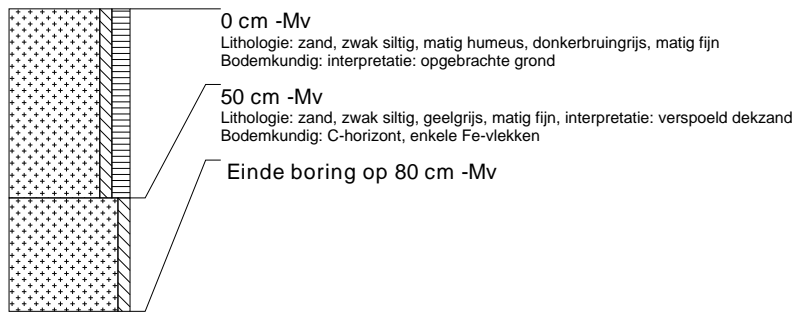 0 cm -Mv
Lithologie: zand, zwak siltig, matig humeus, donkerbruingrijs, matig fijn
Bodemkundig: interpretatie: opgebrachte grond
50 cm -Mv
Lithologie: zand, zwak siltig, geelgrijs, matig fijn, interpretatie: verspoeld dekzand
Bodemkundig: C-horizont, enkele Fe-vlekken
Einde boring op 80 cm -Mv